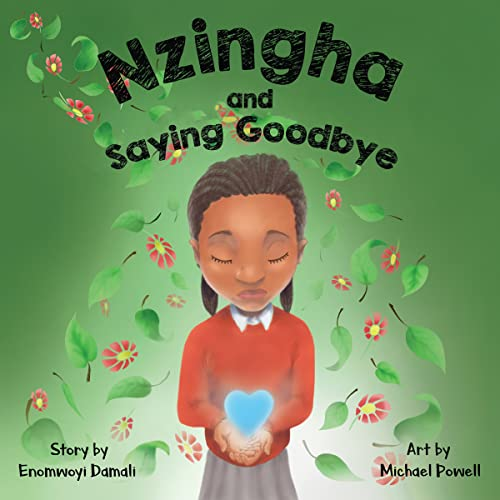 Nzingha
and
Saying Goodbye
Story by
Enomwoyi Damali
Art by
Michael Powell